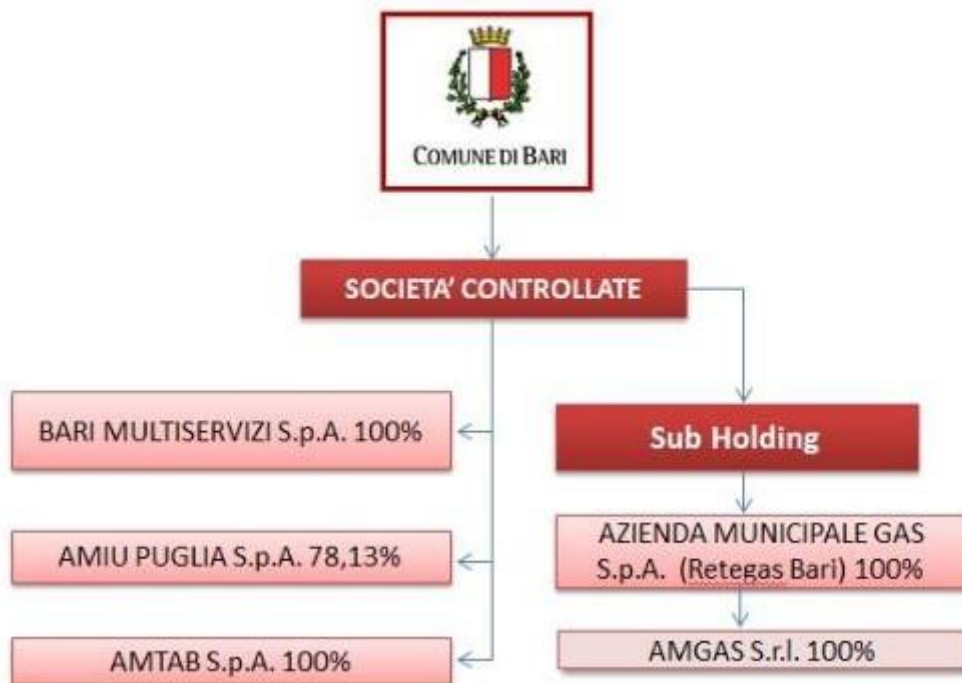 COMUNE DI BARI
SOCIETA' CONTROLLATE
BARI MULTISERVIZI S.p.A. 100%
AMIU PUGLIA S.p.A. 78,13%
AMTAB S.p.A. 100%
Sub Holding
AZIENDA MUNICIPALE GAS
S.p.A. (Retegas Bari) 100%
AMGAS S.r.l. 100%